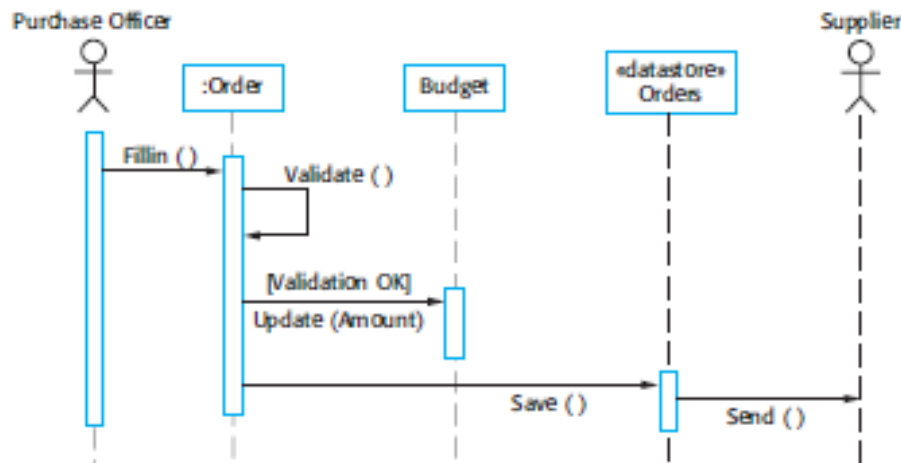 Purchase Officer
Supplier
:Order
Budget
«datastore»
Orders
Fillin ( )
Validate ( )
[Validation OK]
Update (Amount)
Save ( )
Send ( )